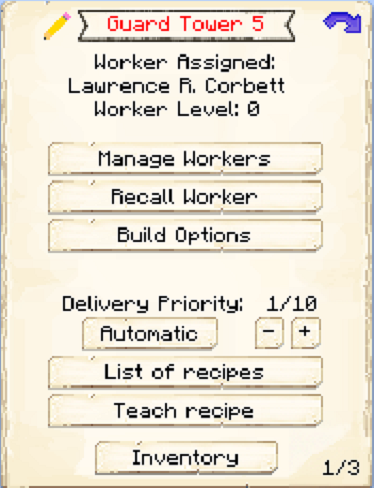 Guard Tower 5
Worker Assigned:
Lawrence R. Corbett
Worker Level: 0
Manage Workers
Recall Worker
Build Options
Delivery Priority: 1/10
Automatic - +
List of recipes
Teach recipe
Inventory
1/3